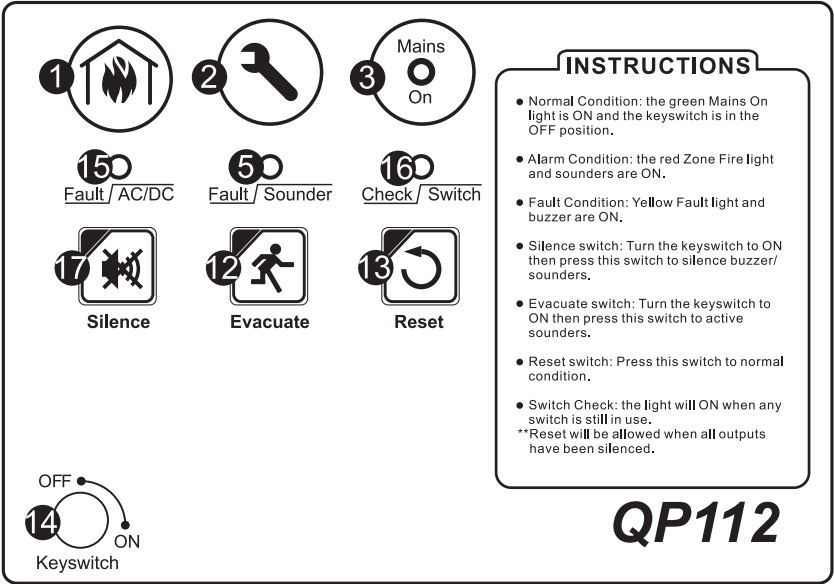 1
2
3
Mains
On
15
Fault / AC/DC
5
Fault / Sounder
16
Check / Switch
17
Silence
12
Evacuate
13
Reset
OFF
14
ON
Keyswitch
INSTRUCTIONS
● Normal Condition: the green Mains On
light is ON and the keyswitch is in the
OFF position.
● Alarm Condition: the red Zone Fire light
and sounders are ON.
● Fault Condition: Yellow Fault light and
buzzer are ON.
● Silence switch: Turn the keyswitch to ON
then press this switch to silence buzzer/
sounders.
● Evacuate switch: Turn the keyswitch to
ON then press this switch to active
sounders.
● Reset switch: Press this switch to normal
condition.
● Switch Check: the light will ON when any
switch is still in use.
**Reset will be allowed when all outputs
have been silenced.
QP112